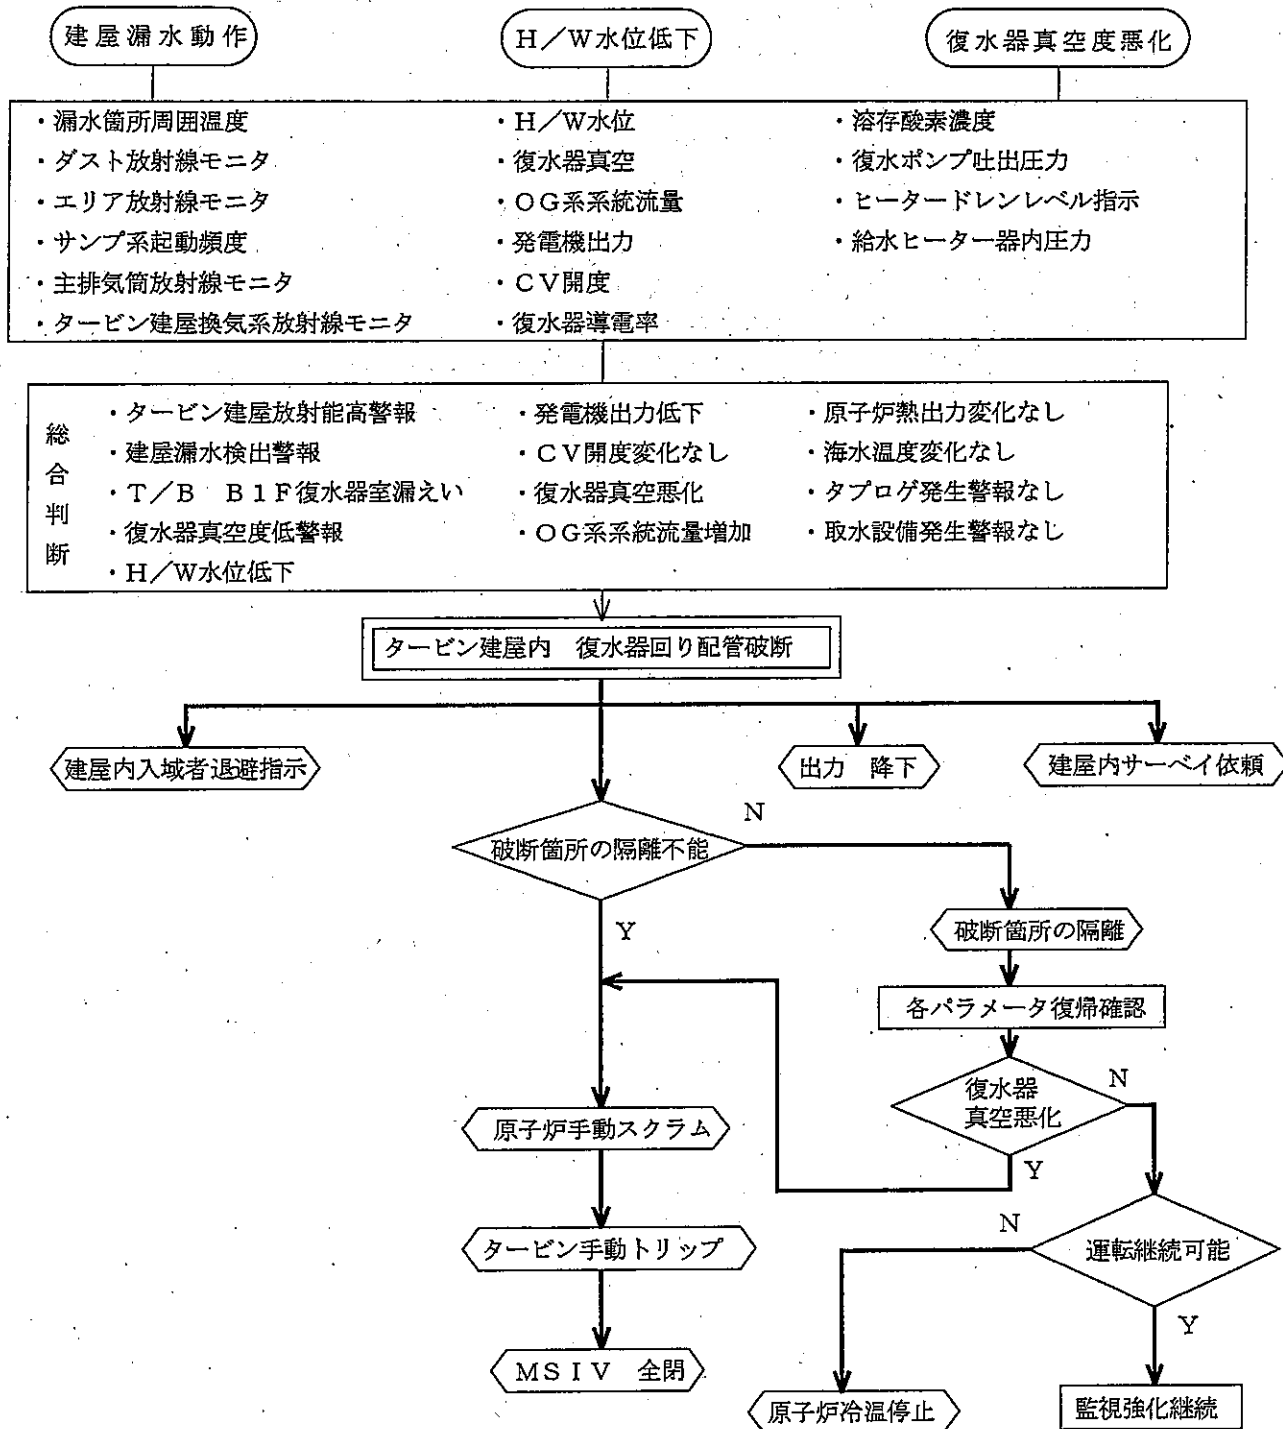 建屋漏水動作
H/W水位低下
復水器真空度悪化
・漏水箇所周囲温度
・ダスト放射線モニタ
・エリア放射線モニタ
・サンプ系起動頻度
・主排気筒放射線モニタ
・タービン建屋換気系放射線モニタ
・H/W水位
・復水器真空
・OG系系統流量
・発電機出力
・CV開度
・復水器導電率
・溶存酸素濃度
・復水ポンプ吐出圧力
・ヒータードレンレベル指示
・給水ヒーター器内圧力
総合判断
・タービン建屋放射能高警報
・建屋漏水検出警報
・T/B B1F復水器室漏えい
・復水器真空度低警報
・H/W水位低下
・発電機出力低下
・CV開度変化なし
・復水器真空悪化
・OG系系統流量増加
・原子炉熱出力変化なし
・海水温度変化なし
・タプロゲ発生警報なし
・取水設備発生警報なし
タービン建屋内 復水器回り配管破断
建屋内入域者退避指示
出力 降下
建屋内サーベイ依頼
破断箇所の隔離不能
N
Y
破断箇所の隔離
各パラメータ復帰確認
復水器
真空悪化
N
Y
原子炉手動スクラム
タービン手動トリップ
MSIV 全閉
運転継続可能
N
Y
原子炉冷温停止
監視強化継続